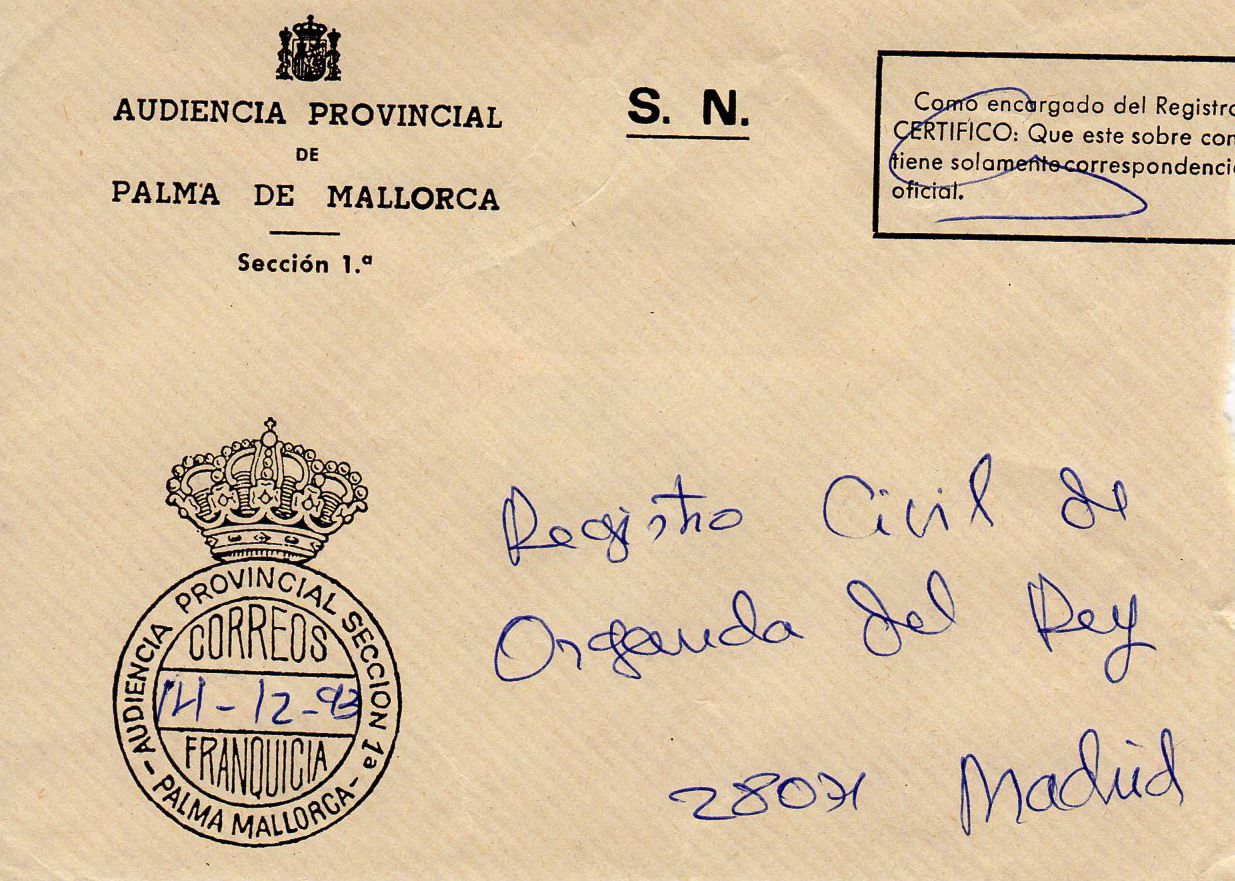 AUDIENCIA PROVINCIAL
DE
PALMA DE MALLORCA
Sección 1.ª
S. N.
Como encargado del Registro
CERTIFICO: Que este sobre con-
tiene solamente correspondencia
oficial.
AUDIENCIA PROVINCIAL SECCION 1ª
CORREOS
14-12-93
FRANQUICIA
- PALMA MALLORCA -
Registro Civil de
Organda del Rey
28071 Madrid